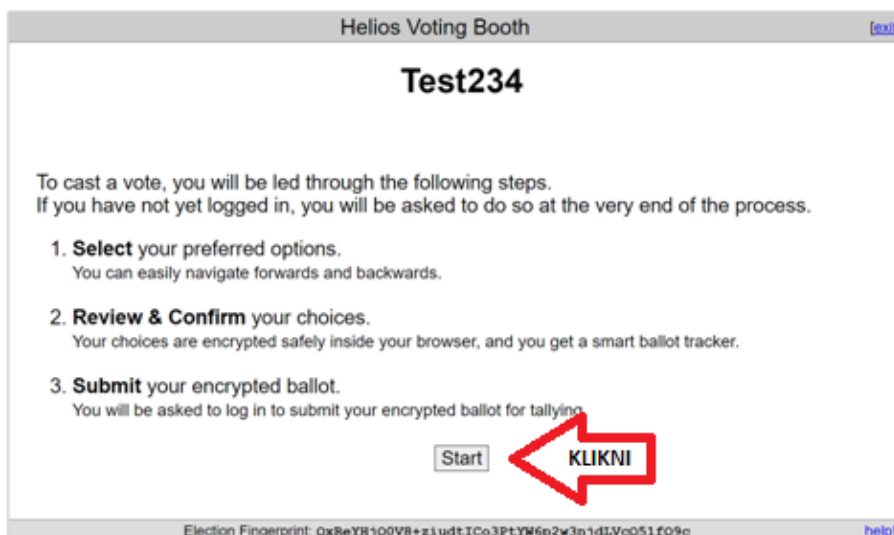 Helios Voting Booth
[exit
Test234
To cast a vote, you will be led through the following steps.
If you have not yet logged in, you will be asked to do so at the very end of the process.
1. Select your preferred options.
You can easily navigate forwards and backwards.
2. Review & Confirm your choices.
Your choices are encrypted safely inside your browser, and you get a smart ballot tracker.
3. Submit your encrypted ballot.
You will be asked to log in to submit your encrypted ballot for tallying
Start
KLIKNI
Election Fingerprint:
help!